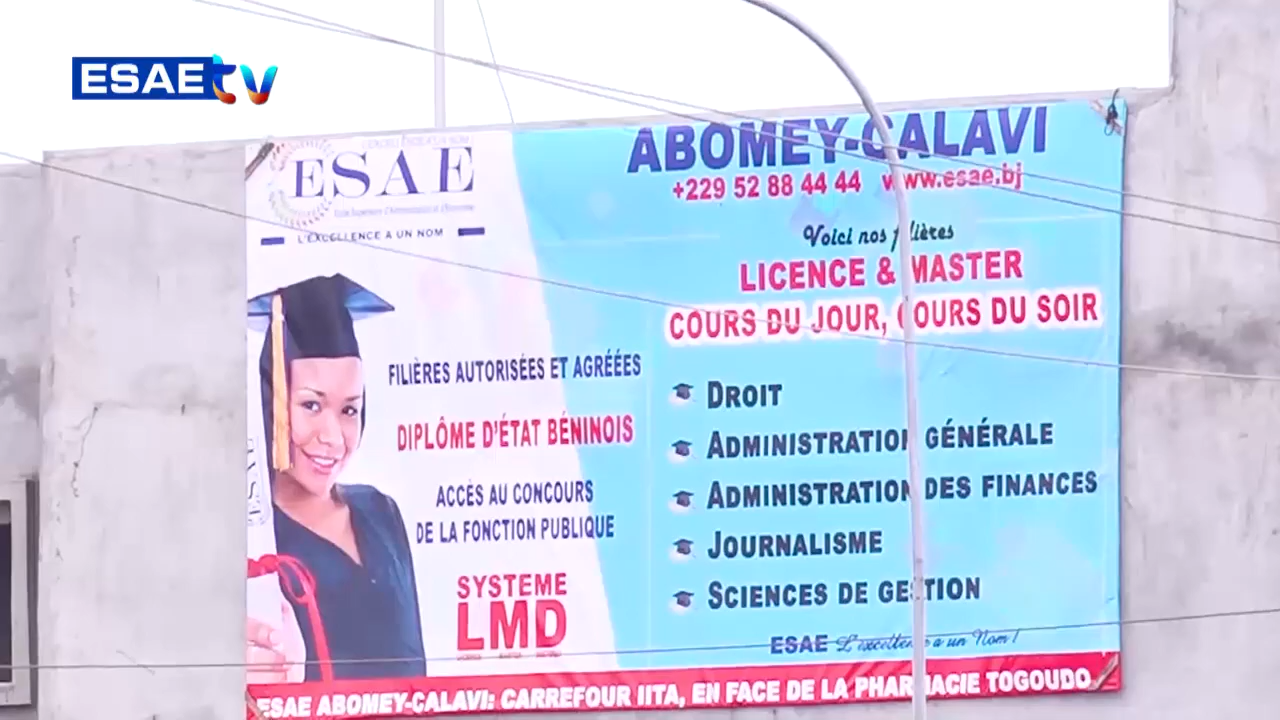 ESAEtv
ESAE
L'EXCELLENCE A UN NOM
ABOMEY-CALAVI
+229 52 88 44 44 www.esae.bj
Voici nos filières
LICENCE & MASTER
COURS DU JOUR, COURS DU SOIR
FILIÈRES AUTORISÉES ET AGRÉÉES
DIPLÔME D'ÉTAT BÉNINOIS
ACCÈS AU CONCOURS
DE LA FONCTION PUBLIQUE
SYSTEME
LMD
DROIT
ADMINISTRATION GÉNÉRALE
ADMINISTRATION DES FINANCES
JOURNALISME
SCIENCES DE GESTION
ESAE L'excellence a un Nom !
ESAE ABOMEY-CALAVI: CARREFOUR IITA, EN FACE DE LA PHARMACIE TOGOUDO